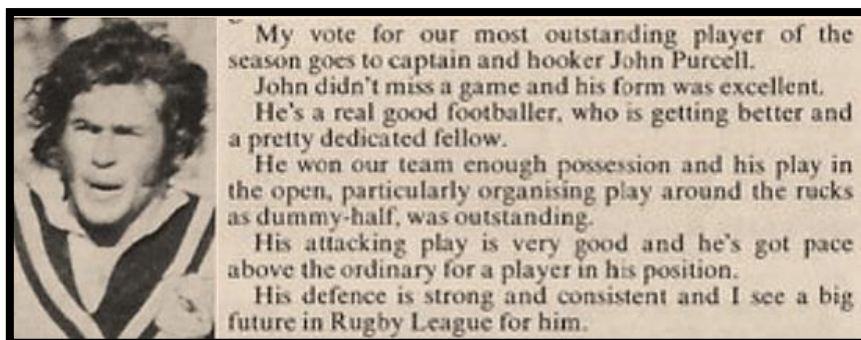 My vote for our most outstanding player of the
season goes to captain and hooker John Purcell.
John didn't miss a game and his form was excellent.
He's a real good footballer, who is getting better and
a pretty dedicated fellow.
He won our team enough possession and his play in
the open, particularly organising play around the rucks
as dummy-half, was outstanding.
His attacking play is very good and he's got pace
above the ordinary for a player in his position.
His defence is strong and consistent and I see a big
future in Rugby League for him.